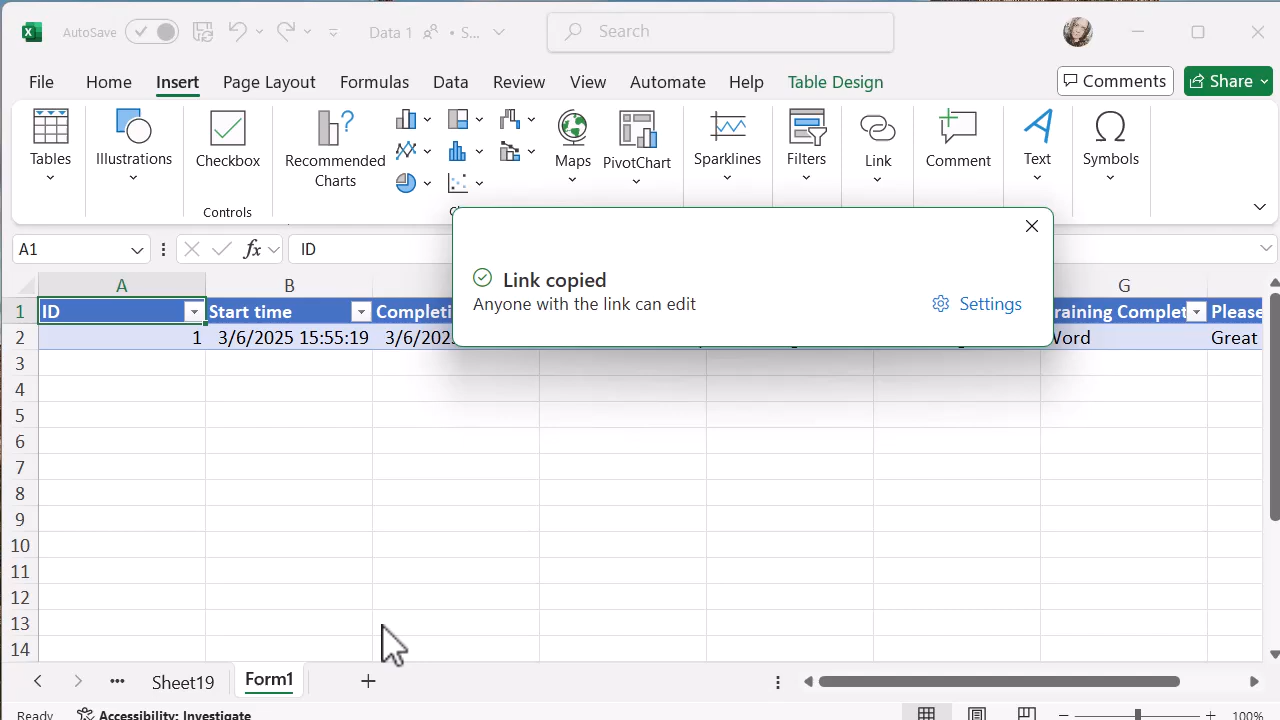 AutoSave
Data 1
• S...
Search
File
Home
Insert
Page Layout
Formulas
Data
Review
View
Automate
Help
Table Design
Comments
Share
Tables
Illustrations
Checkbox
Recommended
Charts
Maps
PivotChart
Sparklines
Filters
Link
Comment
Text
Symbols
Controls
A1
fx
ID
Link copied
Anyone with the link can edit
Settings
A
B
G
1
ID
Start time
Completi
raining Complet
Please
2
1
3/6/2025 15:55:19
3/6/202
Word
Great
3
4
5
6
7
8
9
10
11
12
13
14
Sheet19
Form1
Ready
Accessibility: Investigate
100%